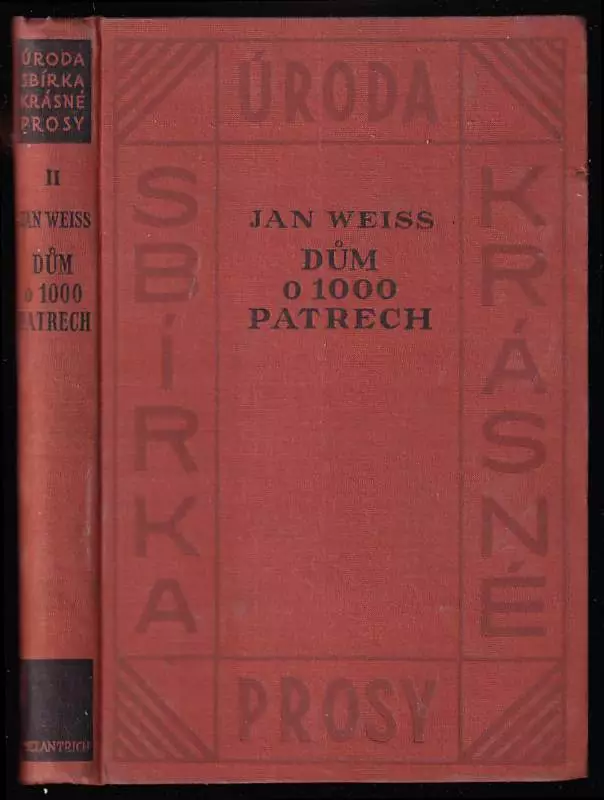 ÚRODA
SBÍRKA
KRÁSNÉ
PROSY
II
JAN WEISS
DŮM
O 1000
PATRECH
MELANTRICH
ÚRODA
SBÍRKA
KRÁSNÉ
PROSY
JAN WEISS
DŮM
O 1000
PATRECH